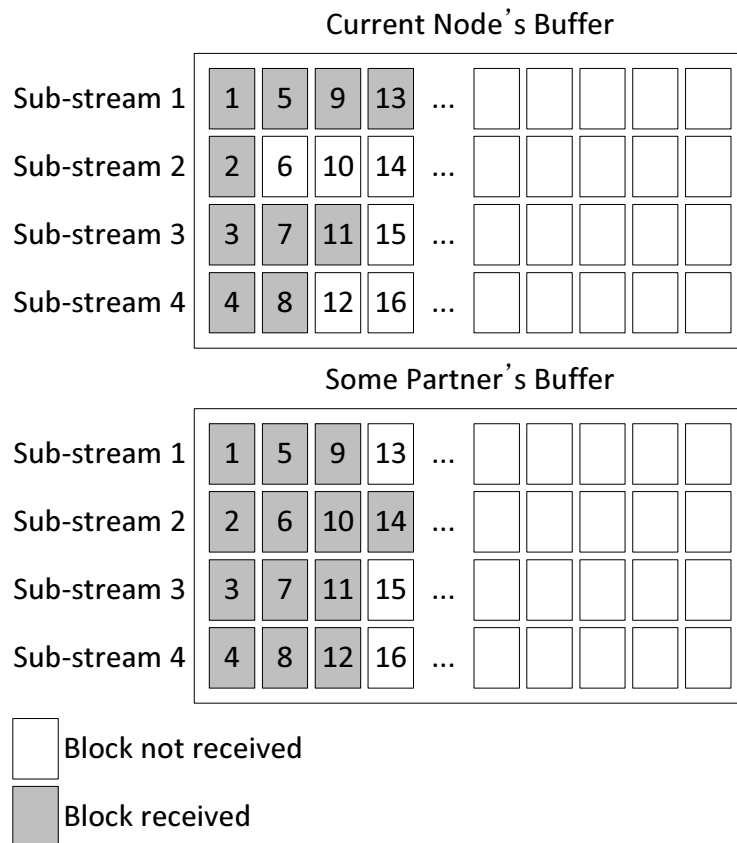 Current Node’s Buffer
Sub-stream 1 1 5 9 13 ...
Sub-stream 2 2 6 10 14 ...
Sub-stream 3 3 7 11 15 ...
Sub-stream 4 4 8 12 16 ...
Some Partner’s Buffer
Sub-stream 1 1 5 9 13 ...
Sub-stream 2 2 6 10 14 ...
Sub-stream 3 3 7 11 15 ...
Sub-stream 4 4 8 12 16 ...
Block not received
Block received